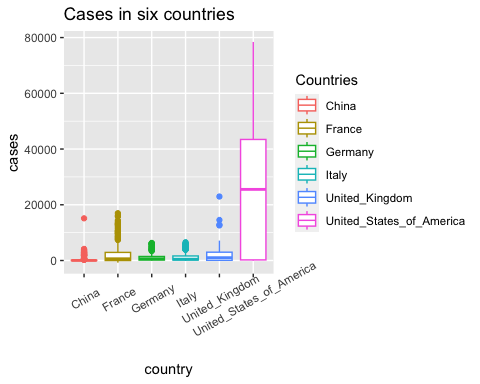 Cases in six countries
80000
60000
40000
20000
0
cases
China
France
Germany
Italy
United_Kingdom
United_States_of_America
country
Countries
China
France
Germany
Italy
United_Kingdom
United_States_of_America